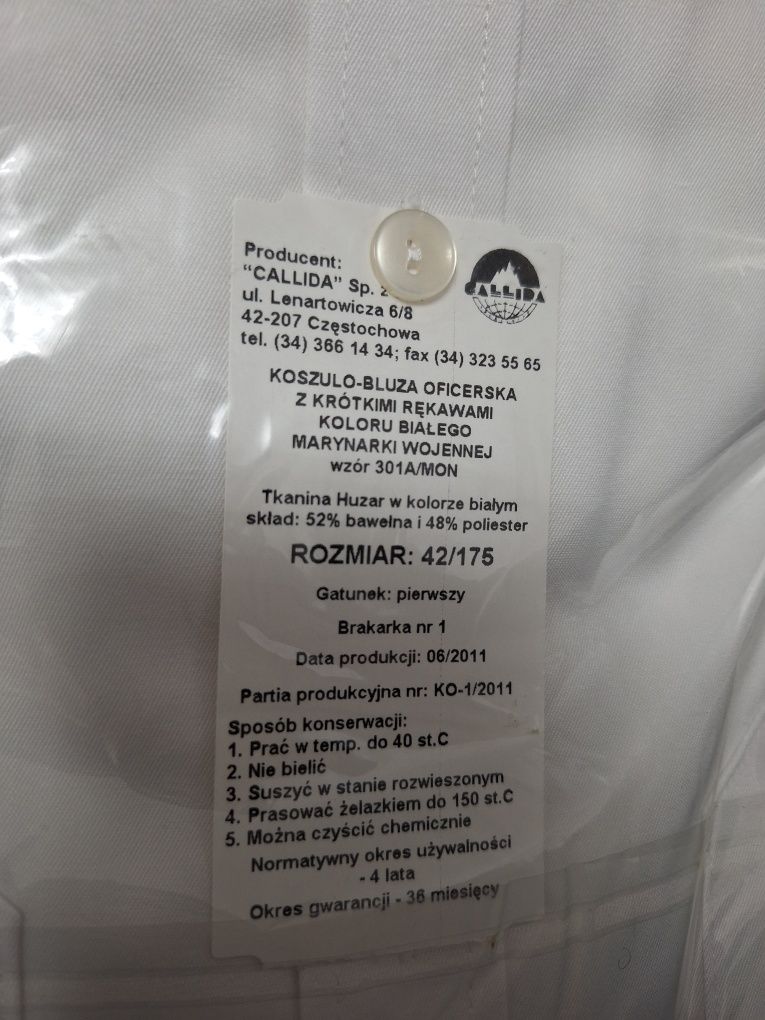 Producent:
"CALLIDA" Sp. z
ul. Lenartowicza 6/8
42-207 Częstochowa
tel. (34) 366 14 34; fax (34) 323 55 65
CALLIDA
KOSZULO-BLUZA OFICERSKA
Z KRÓTKIMI RĘKAWAMI
KOLORU BIAŁEGO
MARYNARKI WOJENNEJ
wzór 301A/MON
Tkanina Huzar w kolorze białym
skład: 52% bawełna i 48% poliester
ROZMIAR: 42/175
Gatunek: pierwszy
Brakarka nr 1
Data produkcji: 06/2011
Partia produkcyjna nr: KO-1/2011
Sposób konserwacji:
1. Prać w temp. do 40 st.C
2. Nie bielić
3. Suszyć w stanie rozwieszonym
4. Prasować żelazkiem do 150 st.C
5. Można czyścić chemicznie
Normatywny okres używalności
- 4 lata
Okres gwarancji - 36 miesięcy